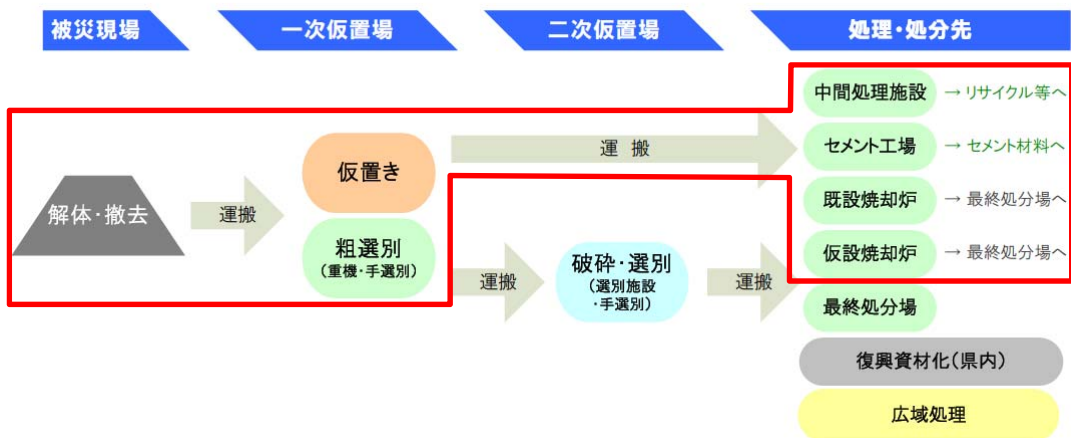 被災現場
一次仮置場
二次仮置場
処理・処分先
中間処理施設 → リサイクル等へ
運搬
セメント工場 → セメント材料へ
仮置き
解体・撤去
運搬
既設焼却炉 → 最終処分場へ
粗選別
(重機・手選別)
仮設焼却炉 → 最終処分場へ
運搬
破砕・選別
(選別施設
・手選別)
運搬
最終処分場
復興資材化(県内)
広域処理